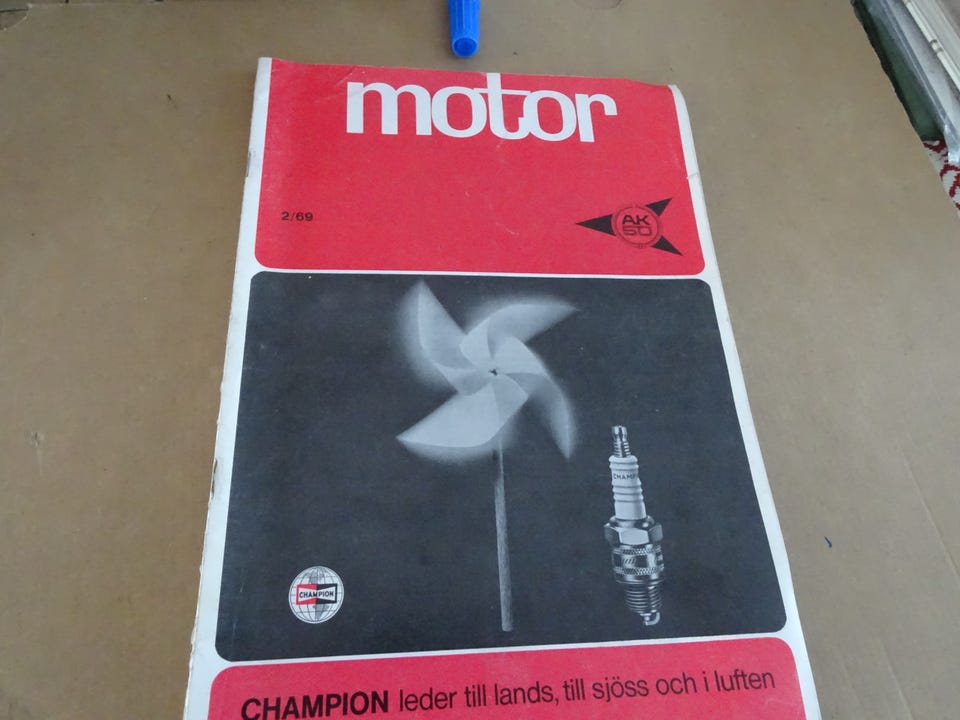 motor
2/69
AK
50
CHAMPION
CHAMPION
CHAMPION leder till lands, till sjöss och i luften